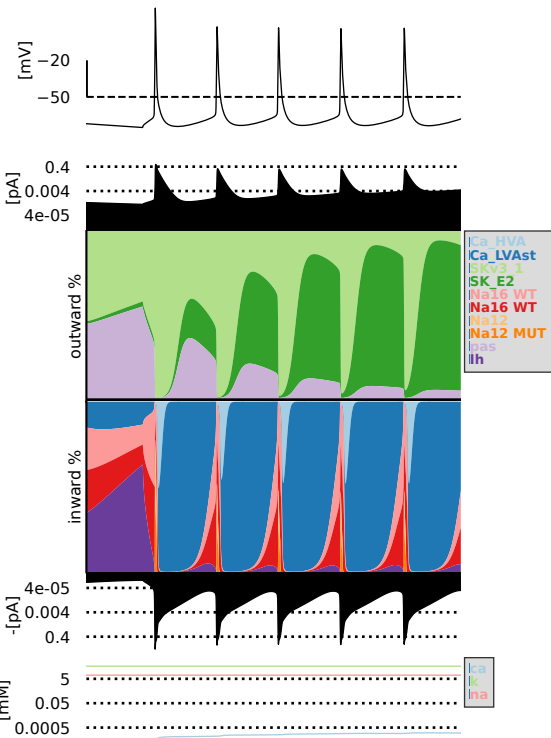 [mV]
−20
−50
[pA]
0.4
0.004
4e-05
outward %
Ca_HVA
Ca_LVAst
SKv3_1
SK_E2
Na16 WT
Na16 WT
Na12
Na12 MUT
pas
Ih
inward %
-[pA]
4e-05
0.004
0.4
[mM]
5
0.05
0.0005
ca
k
na